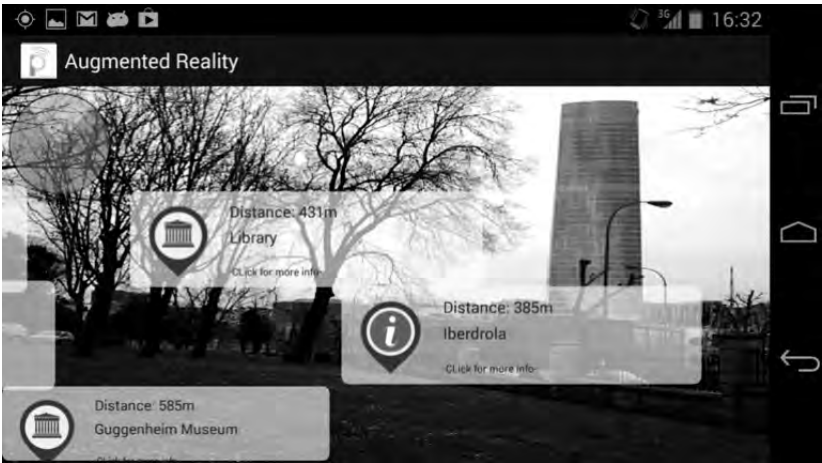 3G 16:32
Augmented Reality
Distance: 431m
Library
CLick for more info
Distance: 385m
Iberdrola
CLick for more info
Distance: 585m
Guggenheim Museum